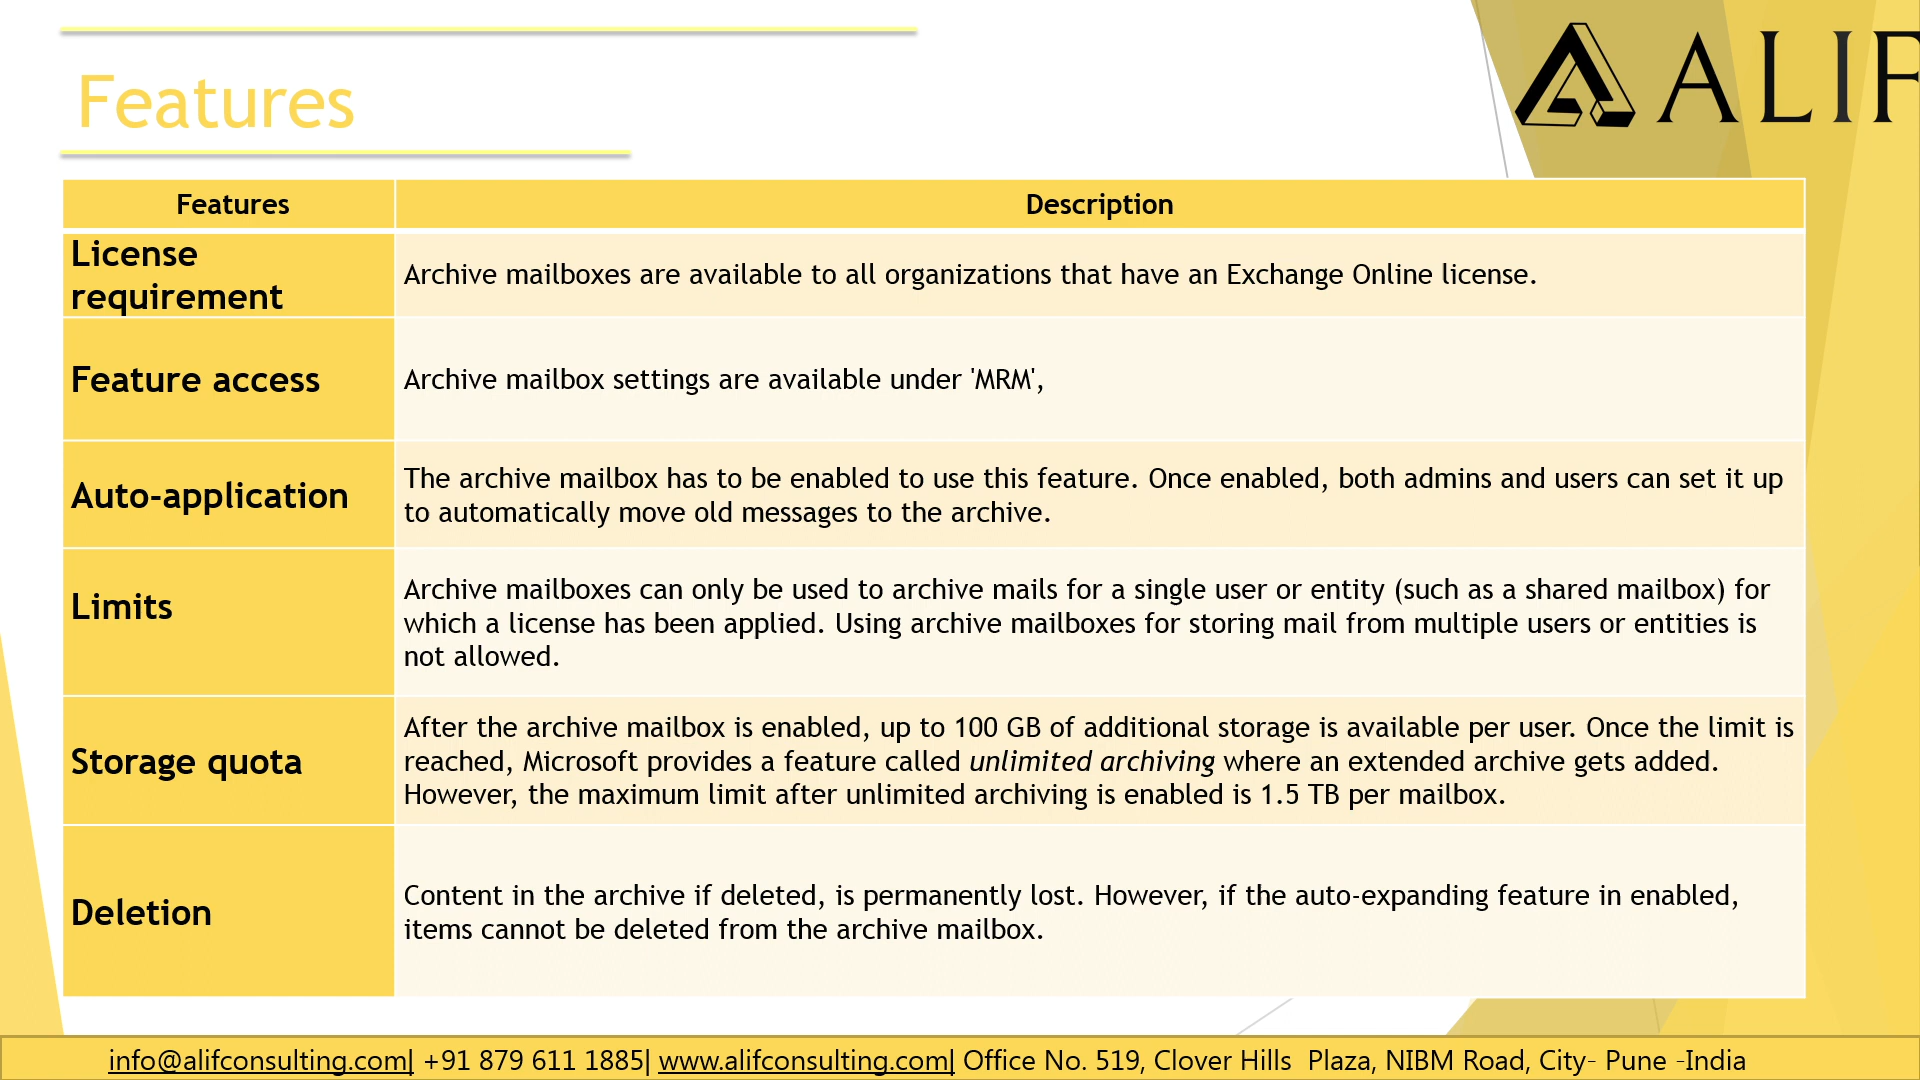 ALIF
Features
Features
Description
License
requirement
Archive mailboxes are available to all organizations that have an Exchange Online license.
Feature access
Archive mailbox settings are available under 'MRM',
Auto-application
The archive mailbox has to be enabled to use this feature. Once enabled, both admins and users can set it up
to automatically move old messages to the archive.
Limits
Archive mailboxes can only be used to archive mails for a single user or entity (such as a shared mailbox) for
which a license has been applied. Using archive mailboxes for storing mail from multiple users or entities is
not allowed.
Storage quota
After the archive mailbox is enabled, up to 100 GB of additional storage is available per user. Once the limit is
reached, Microsoft provides a feature called unlimited archiving where an extended archive gets added.
However, the maximum limit after unlimited archiving is enabled is 1.5 TB per mailbox.
Deletion
Content in the archive if deleted, is permanently lost. However, if the auto-expanding feature in enabled,
items cannot be deleted from the archive mailbox.
info@alifconsulting.com| +91 879 611 1885| www.alifconsulting.com| Office No. 519, Clover Hills  Plaza, NIBM Road, City- Pune -India